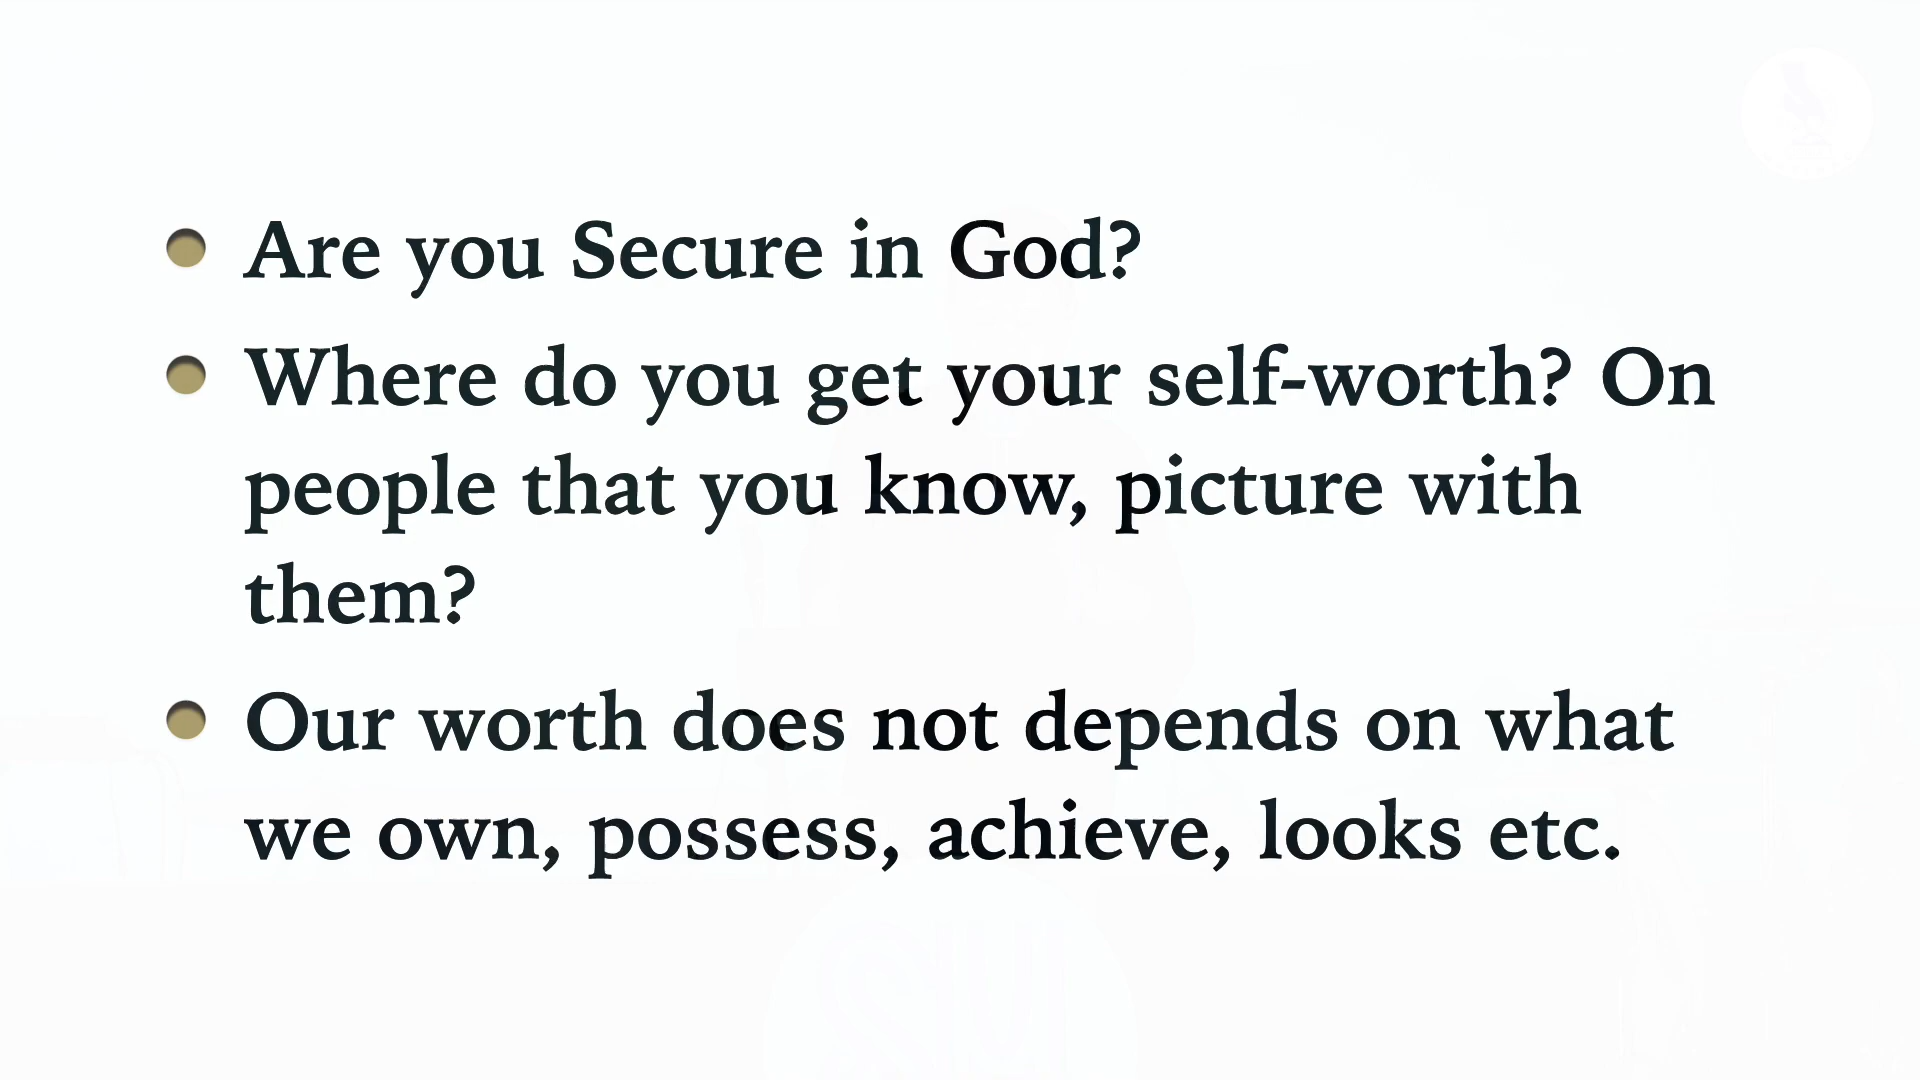 Are you Secure in God?
Where do you get your self-worth? On
people that you know, picture with
them?
Our worth does not depends on what
we own, possess, achieve, looks etc.